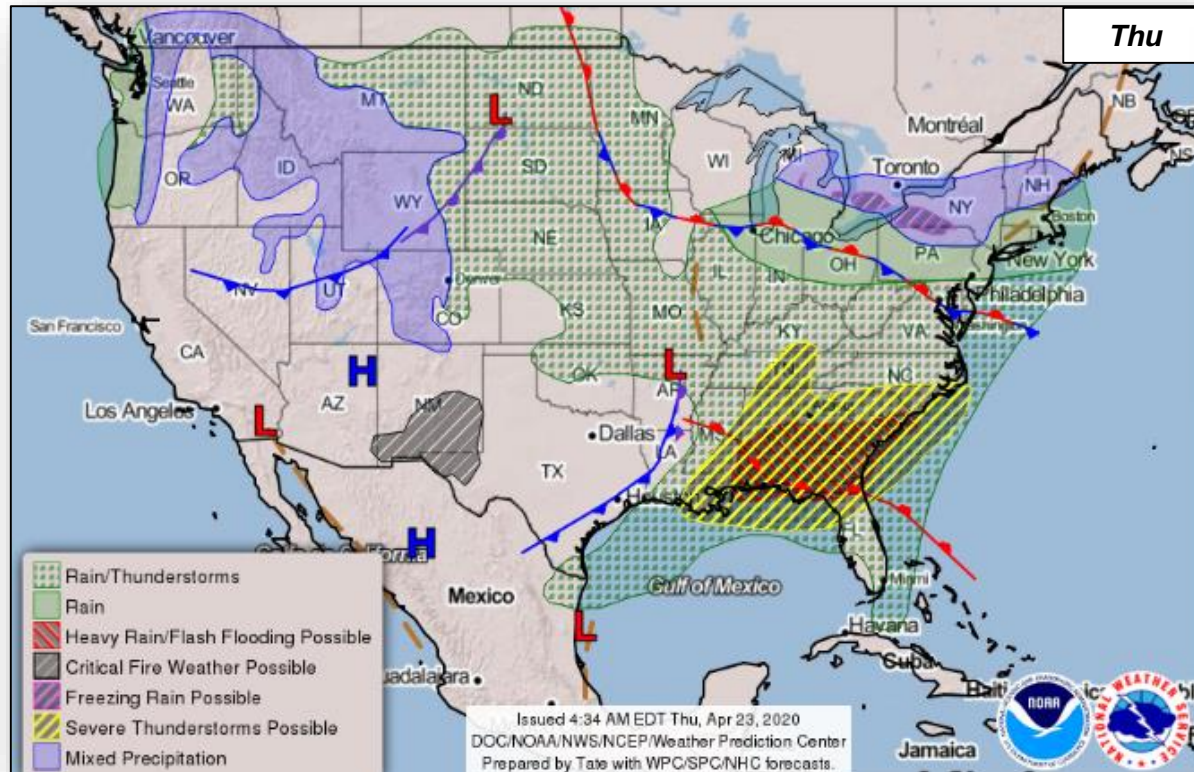 Thu
Vancouver
Seattle
WA
MT
ND
MN
NB
Montréal
NS
L
OR
ID
WI
MI
Toronto
SD
NH
WY
NY
IA
Boston
NE
Chicago
PA
New York
OH
IL
IN
Denver
NV
UT
Philadelphia
CO
KS
MO
VA
San Francisco
KY
CA
H
L
NC
OK
AR
AZ
NM
Los Angeles
L
Dallas
MS
LA
TX
Houston
H
FL
Miami
Gulf of Mexico
Mexico
L
Havana
Cuba
Jamaica
Rain/Thunderstorms
Rain
Heavy Rain/Flash Flooding Possible
Critical Fire Weather Possible
Freezing Rain Possible
Severe Thunderstorms Possible
Mixed Precipitation
Issued 4:34 AM EDT Thu, Apr 23, 2020
DOC/NOAA/NWS/NCEP/Weather Prediction Center
Prepared by Tate with WPC/SPC/NHC forecasts.
NOAA
NATIONAL WEATHER SERVICE